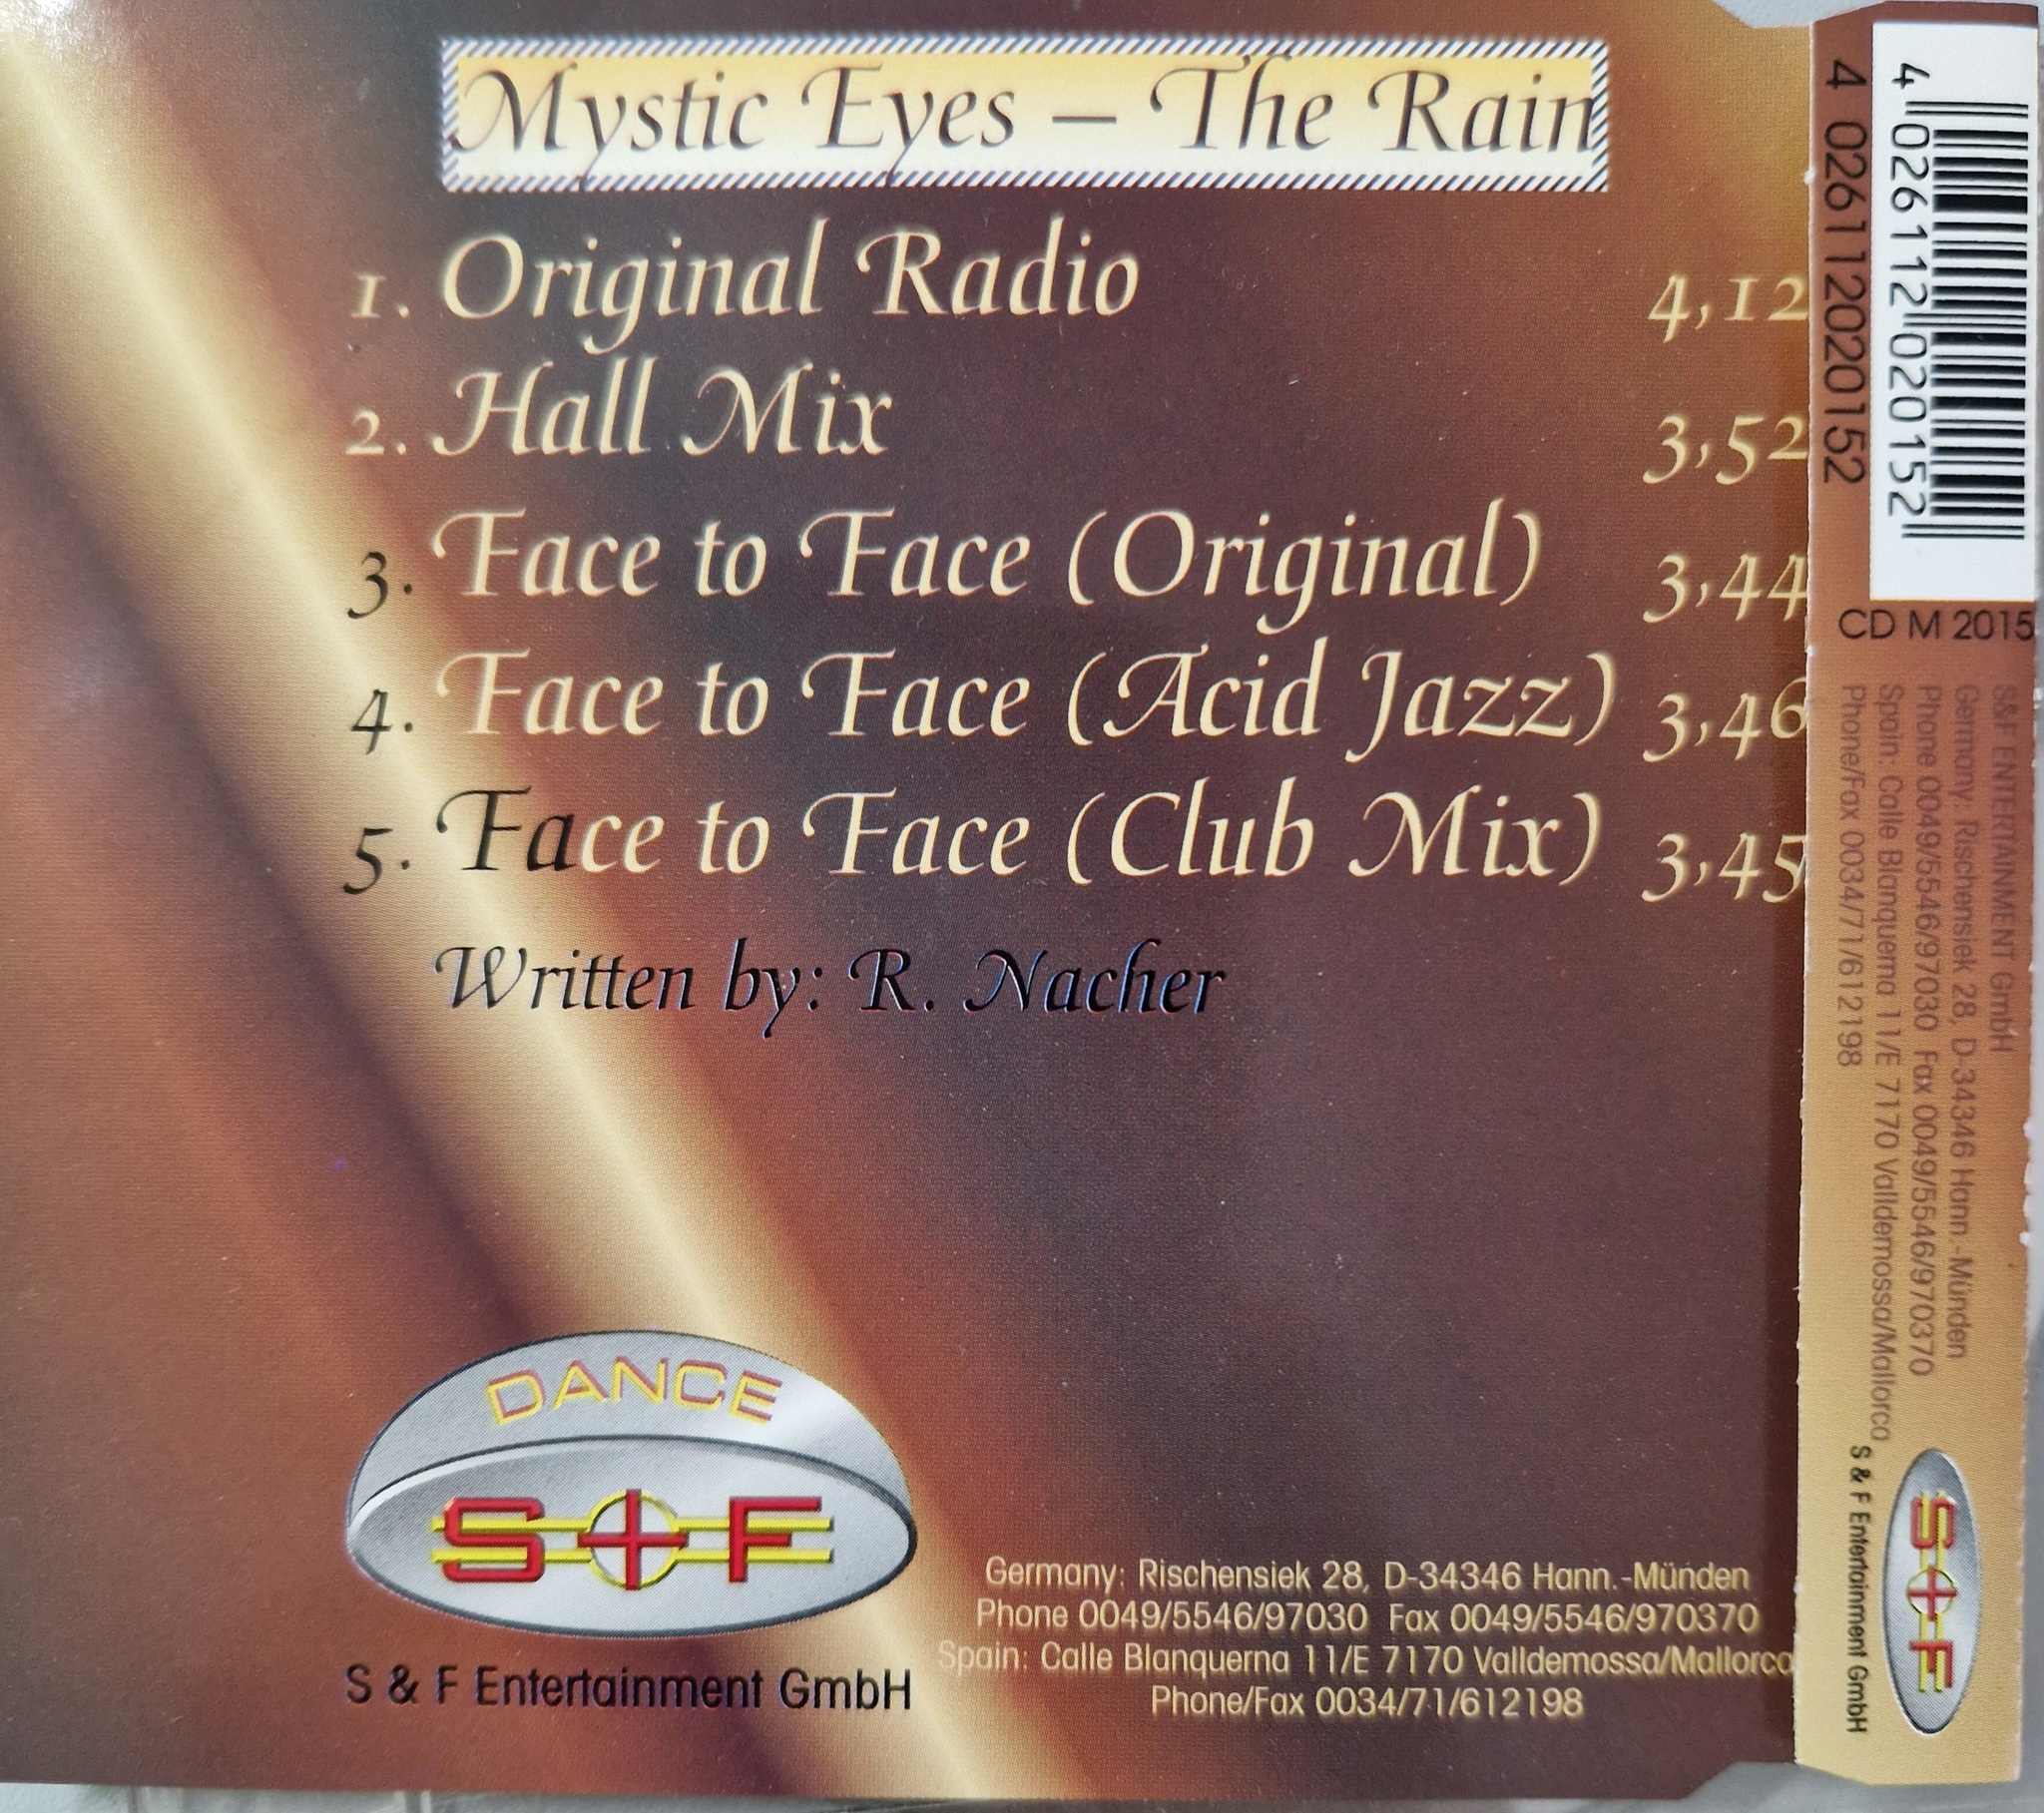 Mystic Eyes – The Rain
1. Original Radio 4,12
2. Hall Mix 3,52
3. Face to Face (Original) 3,44
4. Face to Face (Acid Jazz) 3,46
5. Face to Face (Club Mix) 3,45
Written by: R. Nacher
DANCE
S+F
S & F Entertainment GmbH
Germany: Rischensiek 28, D-34346 Hann.-Münden
Phone 0049/5546/97030 Fax 0049/5546/970370
Spain: Calle Blanquerna 11/E 7170 Valldemossa/Mallorca
Phone/Fax 0034/71/612198
4 026112 020152
4 026112020152
CD M 2015
S&F ENTERTAINMENT GmbH
Germany: Rischensiek 28, D-34346 Hann.-Münden
Phone 0049/5546/97030 Fax 0049/5546/970370
Spain: Calle Blanquerna 11/E 7170 Valldemossa/Mallorca
Phone/Fax 0034/71/612198
S+F
S & F Entertainment GmbH